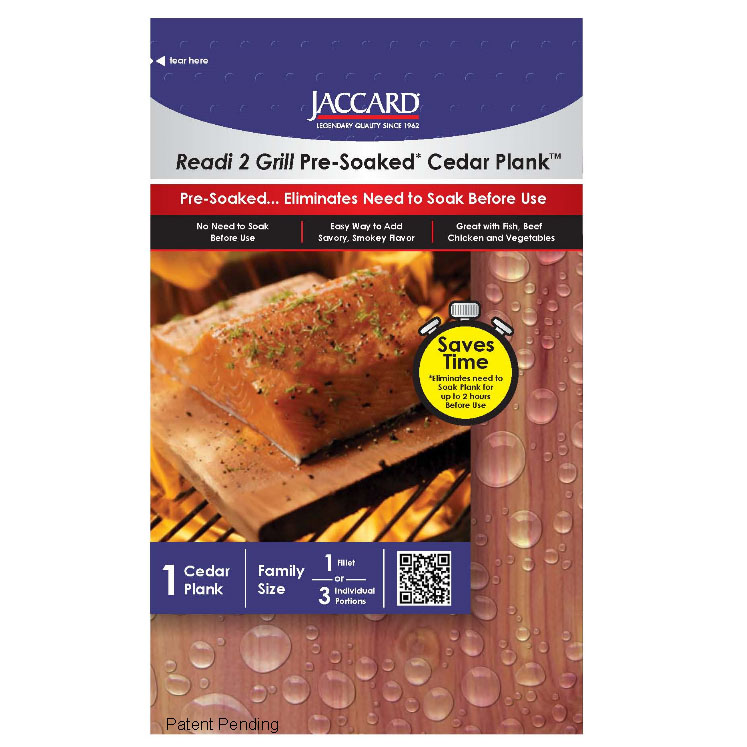 tear here
JACCARD®
LEGENDARY QUALITY SINCE 1962
Readi 2 Grill Pre-Soaked* Cedar Plank™
Pre-Soaked... Eliminates Need to Soak Before Use
No Need to Soak
Before Use
Easy Way to Add
Savory, Smokey Flavor
Great with Fish, Beef
Chicken and Vegetables
Saves
Time
*Eliminates need to
Soak Plank for
up to 2 hours
Before Use
1 Cedar
Plank
Family
Size
1 Fillet
or
3 Individual
Portions
Patent Pending